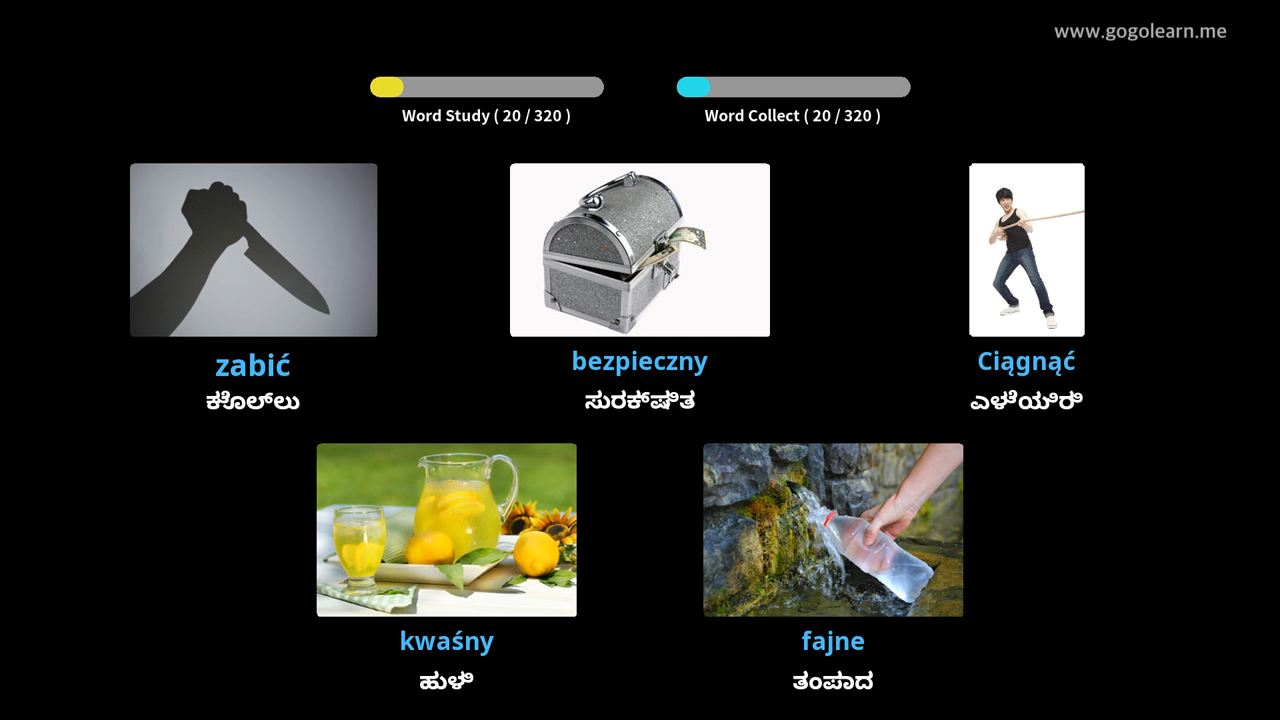 www.gogolearn.me
Word Study ( 20 / 320 )
Word Collect ( 20 / 320 )
zabić
ಕೊಲ್ಲು
bezpieczny
ಸುರಕ್ಷಿತ
Ciągnąć
ಎಳೆಯಿರಿ
kwaśny
ಹುಳಿ
fajne
ತಂಪಾದ